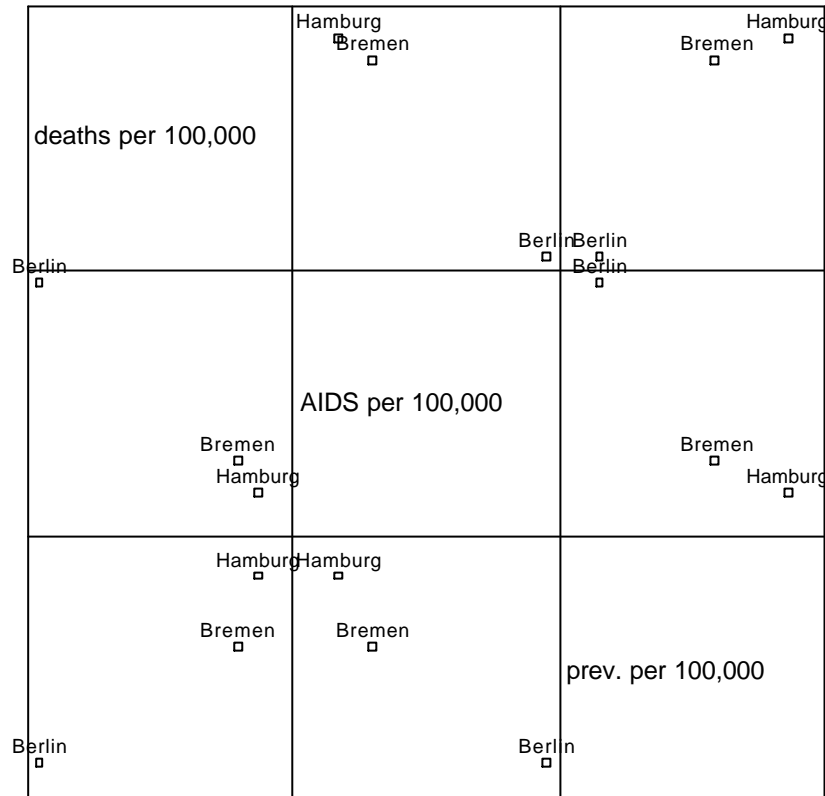 Hamburg
Hamburg
Bremen
Bremen
deaths per 100,000
Berlin
Berlin
Berlin
Berlin
AIDS per 100,000
Bremen
Bremen
Hamburg
Hamburg
Hamburg
Hamburg
Bremen
Bremen
prev. per 100,000
Berlin
Berlin